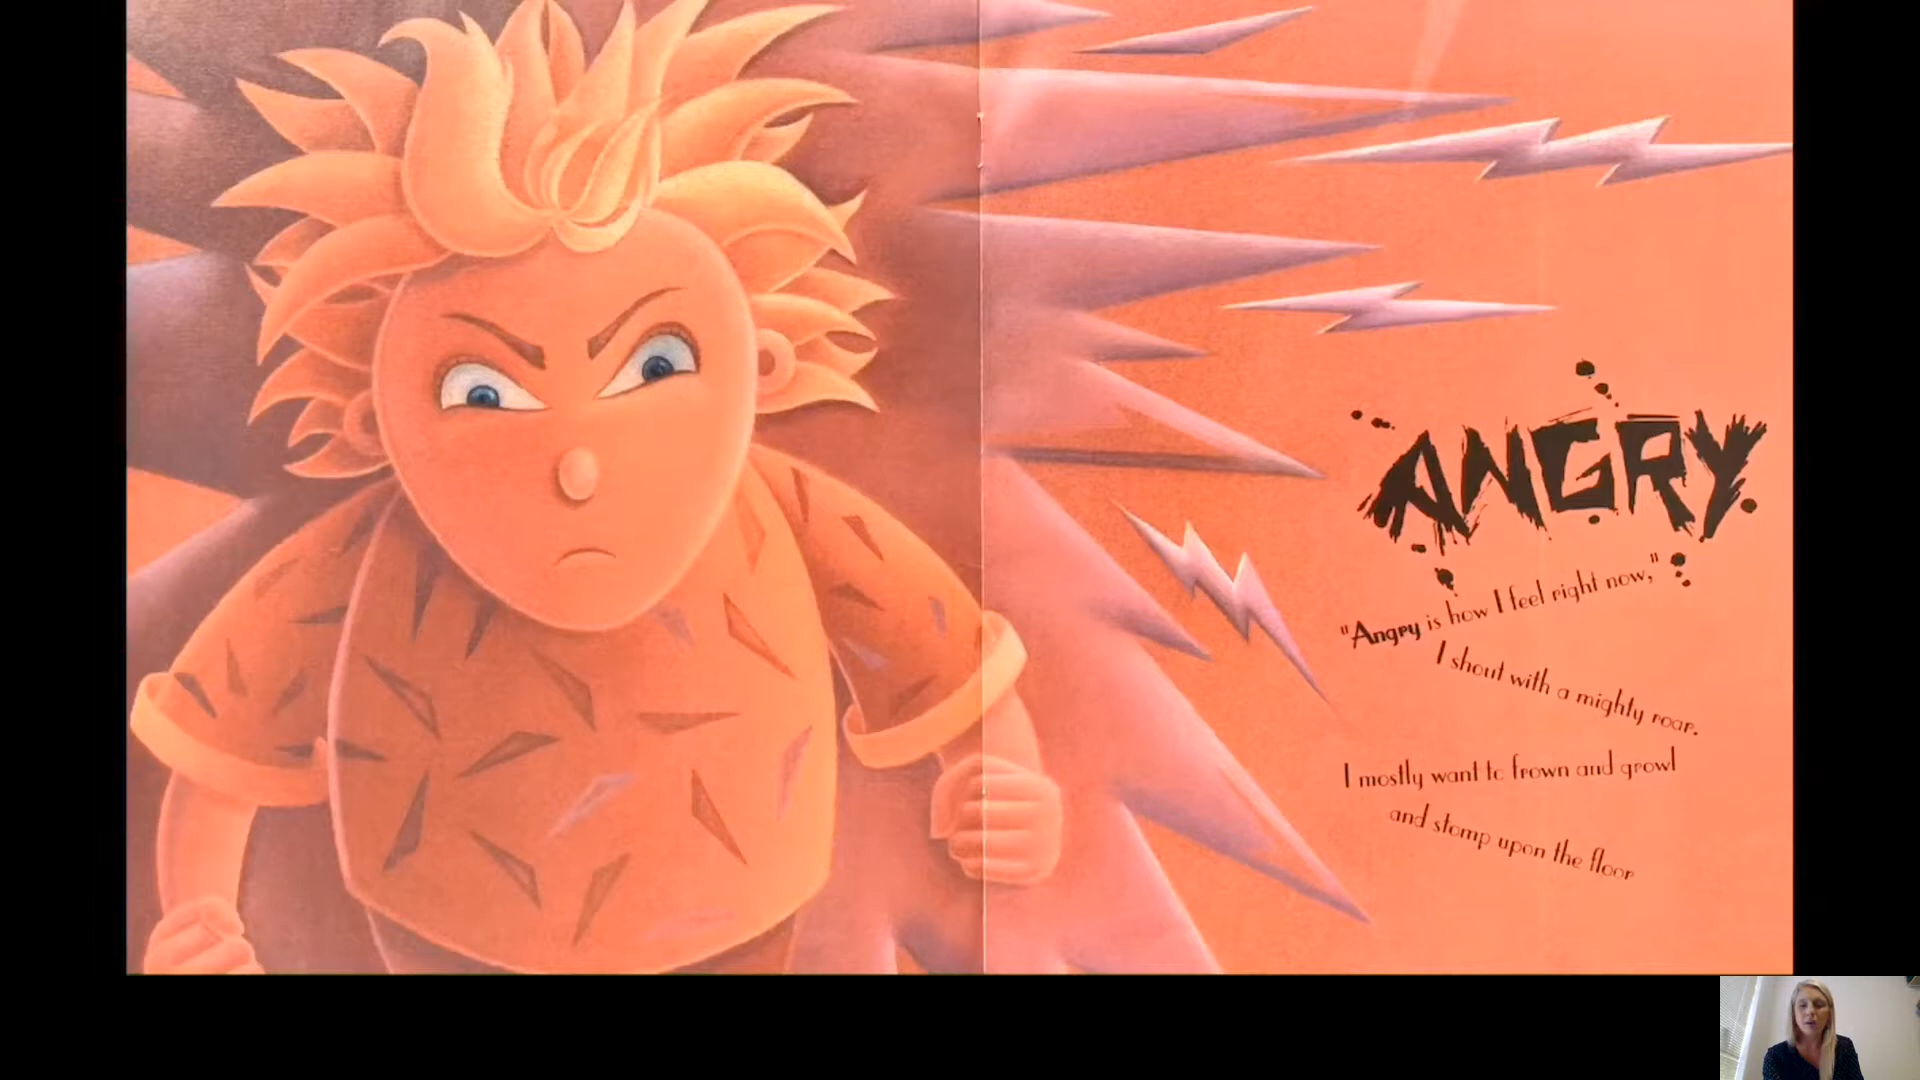 ANGRY
"Angry is how I feel right now,"
I shout with a mighty roar.
I mostly want to frown and growl
and stomp upon the floor